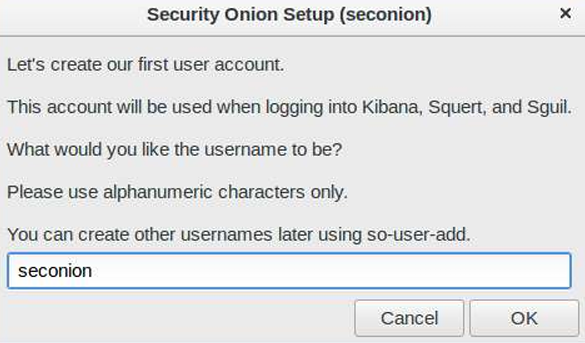 Security Onion Setup (seconion) ×
Let's create our first user account.
This account will be used when logging into Kibana, Squert, and Sguil.
What would you like the username to be?
Please use alphanumeric characters only.
You can create other usernames later using so-user-add.
seconion
Cancel OK